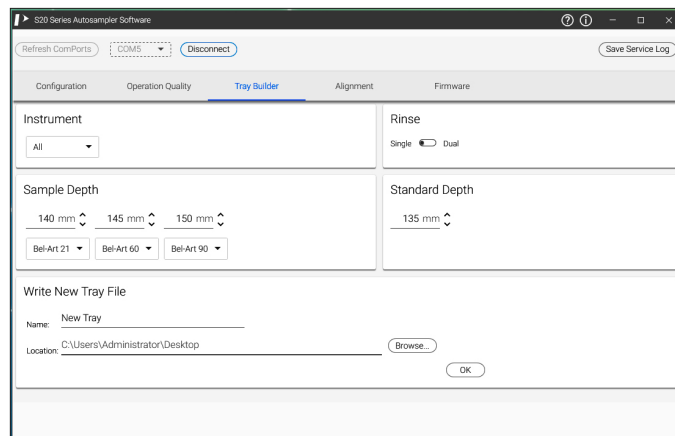 S20 Series Autosampler Software
Refresh ComPorts COM5 Disconnect Save Service Log
Configuration Operation Quality Tray Builder Alignment Firmware
Instrument
All
Rinse
Single Dual
Sample Depth
140 mm 145 mm 150 mm
Bel-Art 21 Bel-Art 60 Bel-Art 90
Standard Depth
135 mm
Write New Tray File
Name: New Tray
Location: C:\Users\Administrator\Desktop Browse...
OK